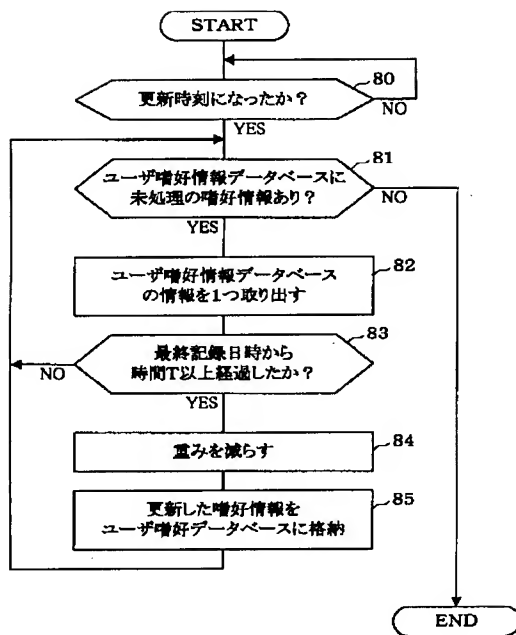 START
80
更新時刻になったか？
NO
YES
81
ユーザ嗜好情報データベースに
未処理の嗜好情報あり？
NO
YES
82
ユーザ嗜好情報データベース
の情報を1つ取り出す
83
最終記録日時から
時間T以上経過したか？
NO
YES
84
重みを減らす
85
更新した嗜好情報を
ユーザ嗜好データベースに格納
END